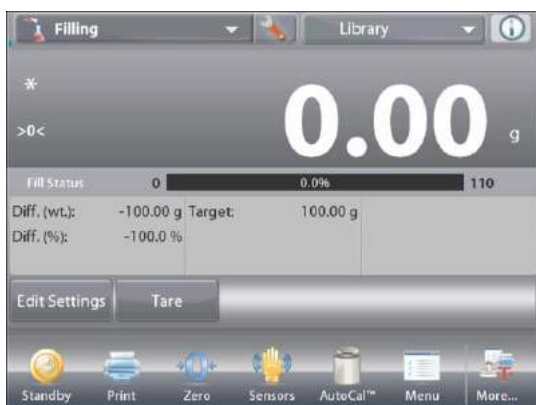 Filling Library
*
>0<
0.00 g
Fill Status 0 0.0% 110
Diff. (wt.): -100.00 g Target: 100.00 g
Diff. (%): -100.0 %
Edit Settings Tare
Standby Print Zero Sensors AutoCal™ Menu More...